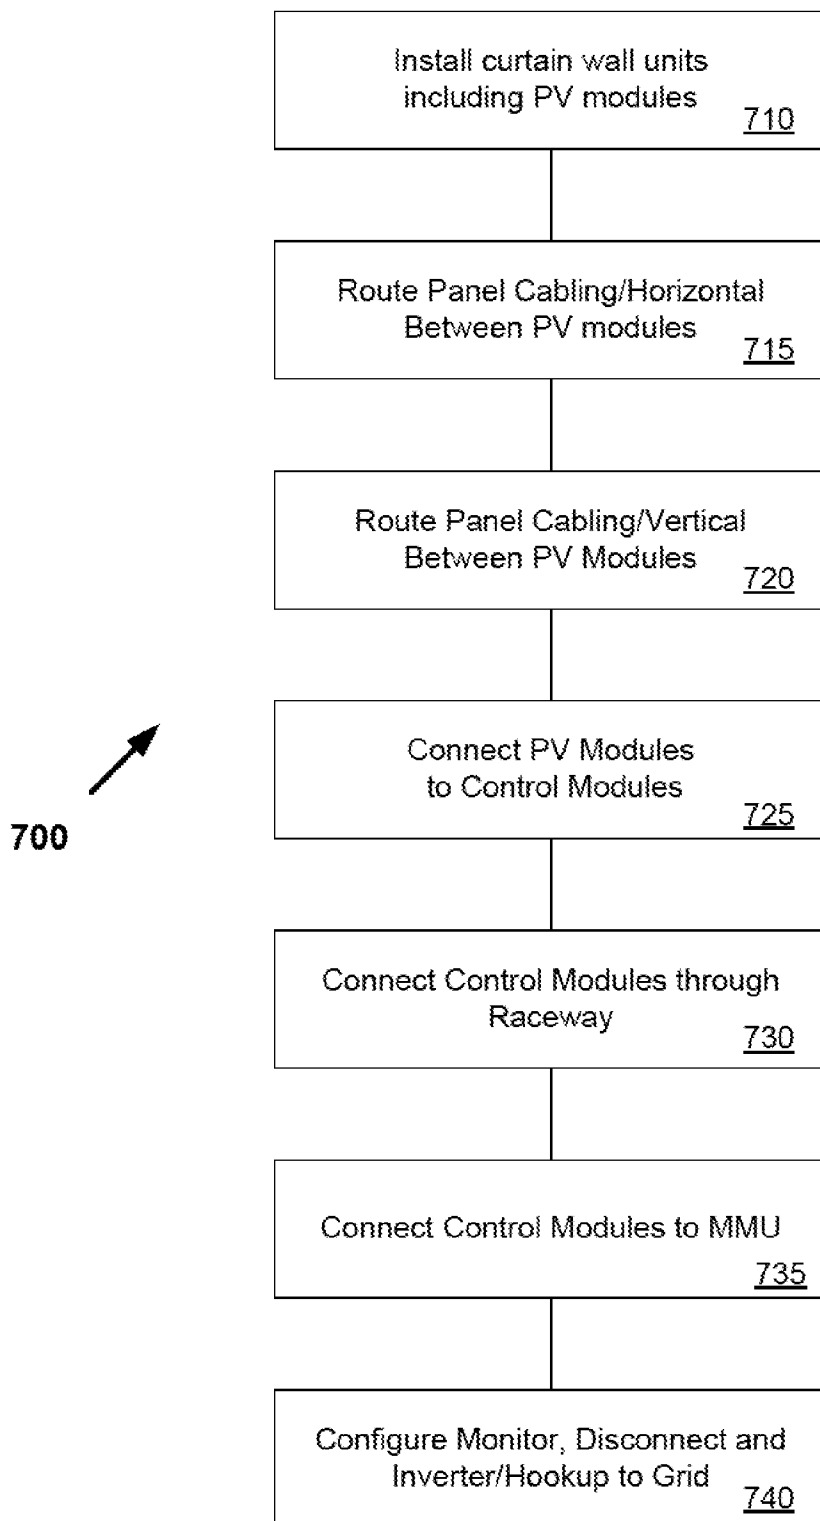 Install curtain wall units
including PV modules
710
Route Panel Cabling/Horizontal
Between PV modules
715
Route Panel Cabling/Vertical
Between PV Modules
720
Connect PV Modules
to Control Modules
725
700
Connect Control Modules through
Raceway
730
Connect Control Modules to MMU
735
Configure Monitor, Disconnect and
Inverter/Hookup to Grid
740